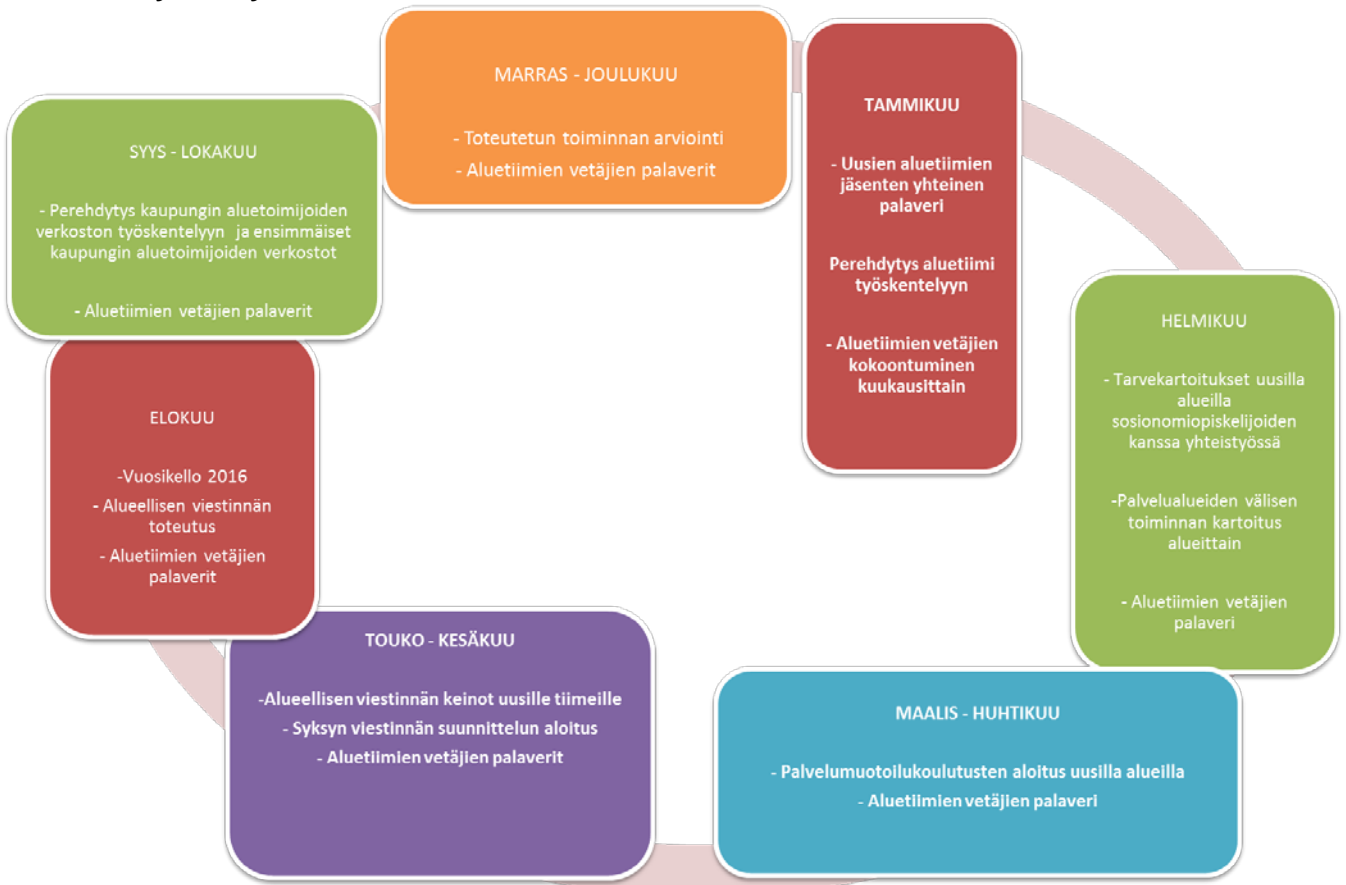 MARRAS - JOULUKUU
- Toteutetun toiminnan arviointi
- Aluetiimien vetäjien palaverit
TAMMIKUU
- Uusien aluetiimien
jäsenten yhteinen
palaveri
Perehdytys aluetiimi
työskentelyyn
- Aluetiimien vetäjien
kokoontuminen
kuukausittain
HELMIKUU
- Tarvekartoitukset uusilla
alueilla
sosionomiopiskelijoiden
kanssa yhteistyössä
-Palvelualueiden välisen
toiminnan kartoitus
alueittain
- Aluetiimien vetäjien
palaveri
MAALIS - HUHTIKUU
- Palvelumuotoilukoulutusten aloitus uusilla alueilla
- Aluetiimien vetäjien palaveri
TOUKO - KESÄKUU
-Alueellisen viestinnän keinot uusille tiimeille
- Syksyn viestinnän suunnittelun aloitus
- Aluetiimien vetäjien palaverit
ELOKUU
-Vuosikello 2016
- Alueellisen viestinnän
toteutus
- Aluetiimien vetäjien
palaverit
SYYS - LOKAKUU
- Perehdytys kaupungin aluetoimijoiden
verkoston työskentelyyn ja ensimmäiset
kaupungin aluetoimijoiden verkostot
- Aluetiimien vetäjien palaverit